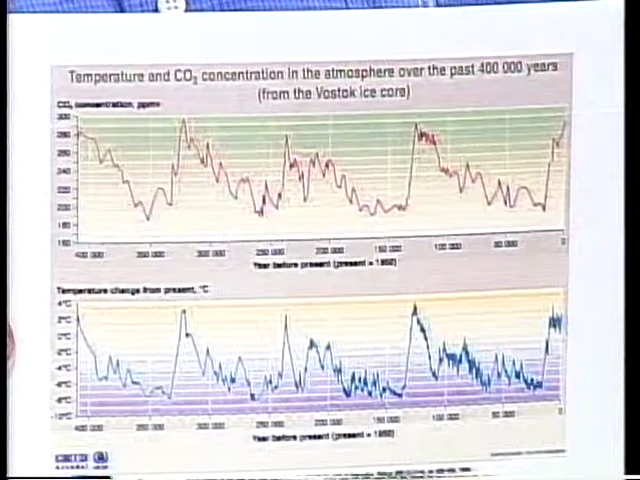 Temperature and CO₂ concentration in the atmosphere over the past 400 000 years
(from the Vostok ice core)
CO₂ concentration, ppmv
300
280
260
240
220
200
180
160
400 000 350 000 300 000 250 000 200 000 150 000 100 000 50 000 0
Year before present (present = 1950)
Temperature change from present, °C
4°C
2°C
0°C
-2°C
-4°C
-6°C
-8°C
-10°C
400 000 350 000 300 000 250 000 200 000 150 000 100 000 50 000 0
Year before present (present = 1950)
Arendal